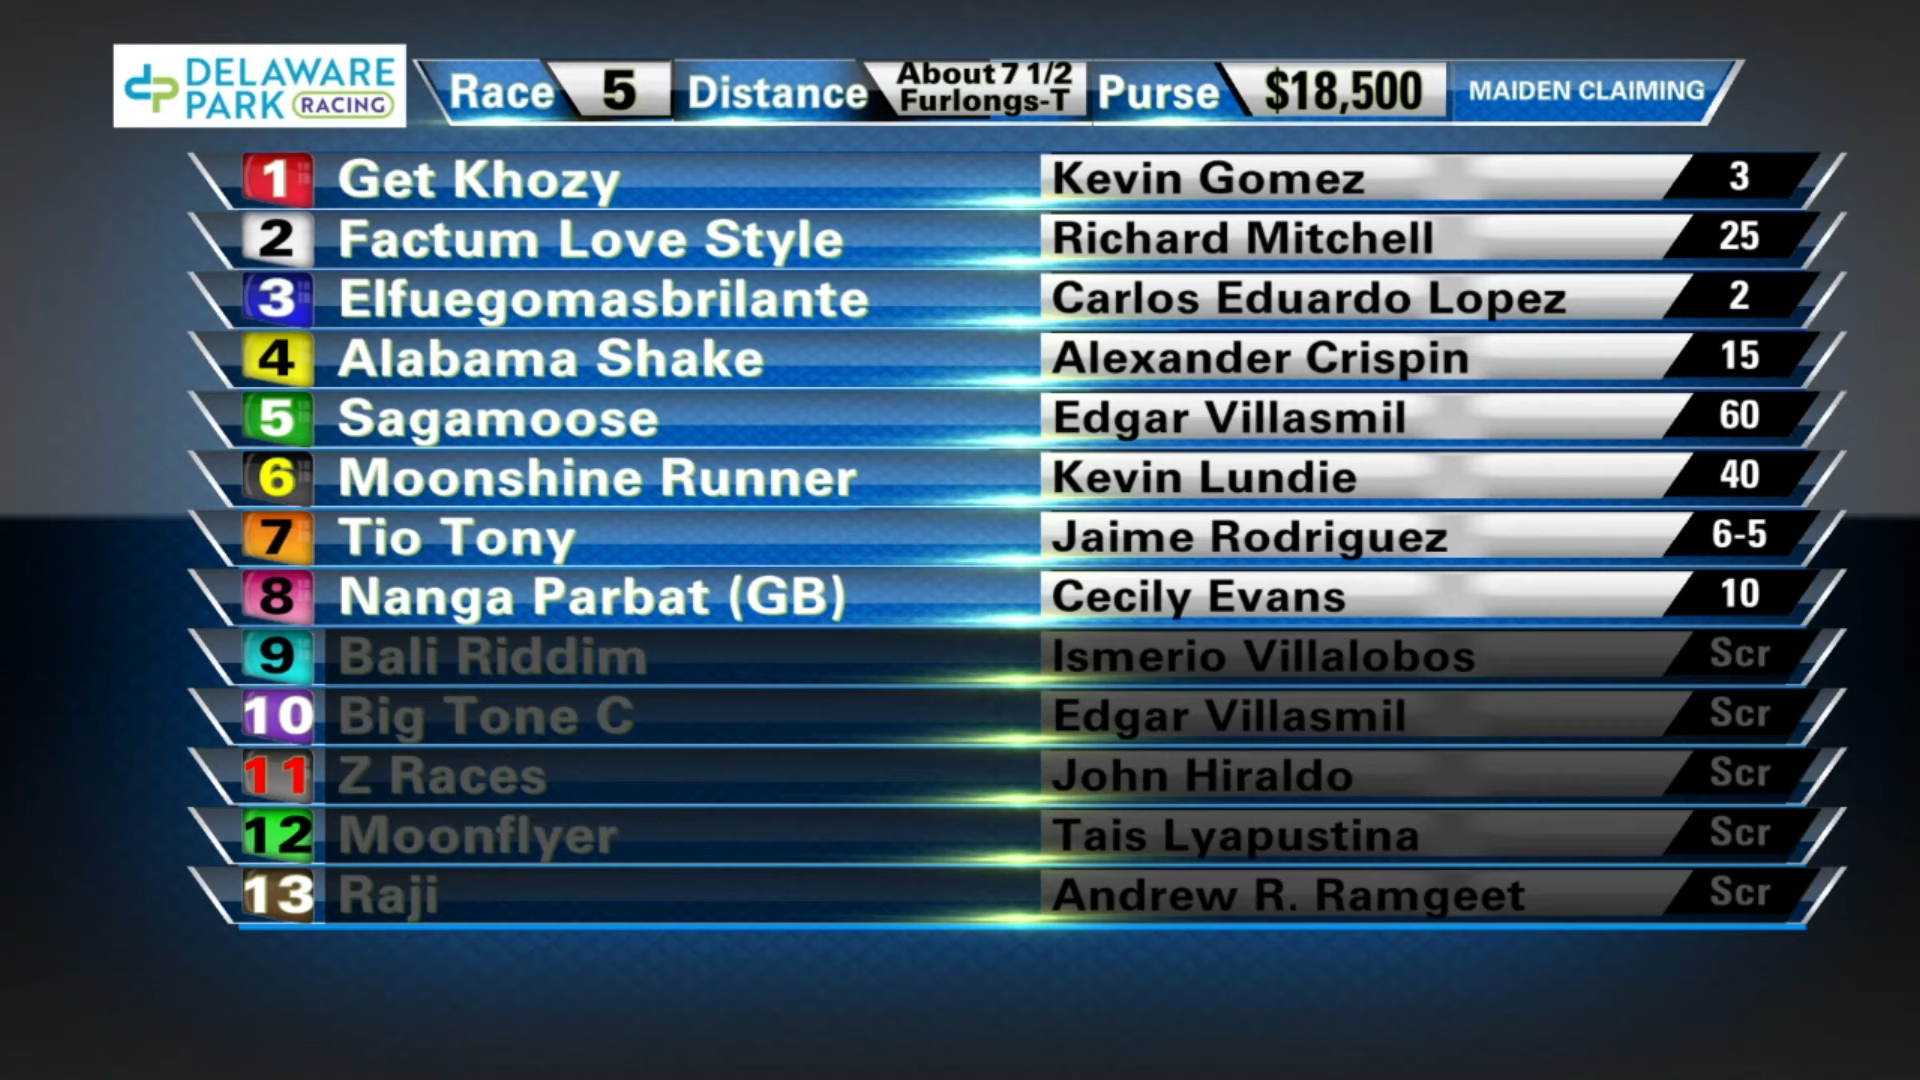 DELAWARE
PARK RACING
Race 5 Distance About 7 1/2 Furlongs-T Purse $18,500 MAIDEN CLAIMING
1 Get Khozy Kevin Gomez 3
2 Factum Love Style Richard Mitchell 25
3 Elfuegomasbrilante Carlos Eduardo Lopez 2
4 Alabama Shake Alexander Crispin 15
5 Sagamoose Edgar Villasmil 60
6 Moonshine Runner Kevin Lundie 40
7 Tio Tony Jaime Rodriguez 6-5
8 Nanga Parbat (GB) Cecily Evans 10
9 Bali Riddim Ismerio Villalobos Scr
10 Big Tone C Edgar Villasmil Scr
11 Z Races John Hiraldo Scr
12 Moonflyer Tais Lyapustina Scr
13 Raji Andrew R. Ramgeet Scr